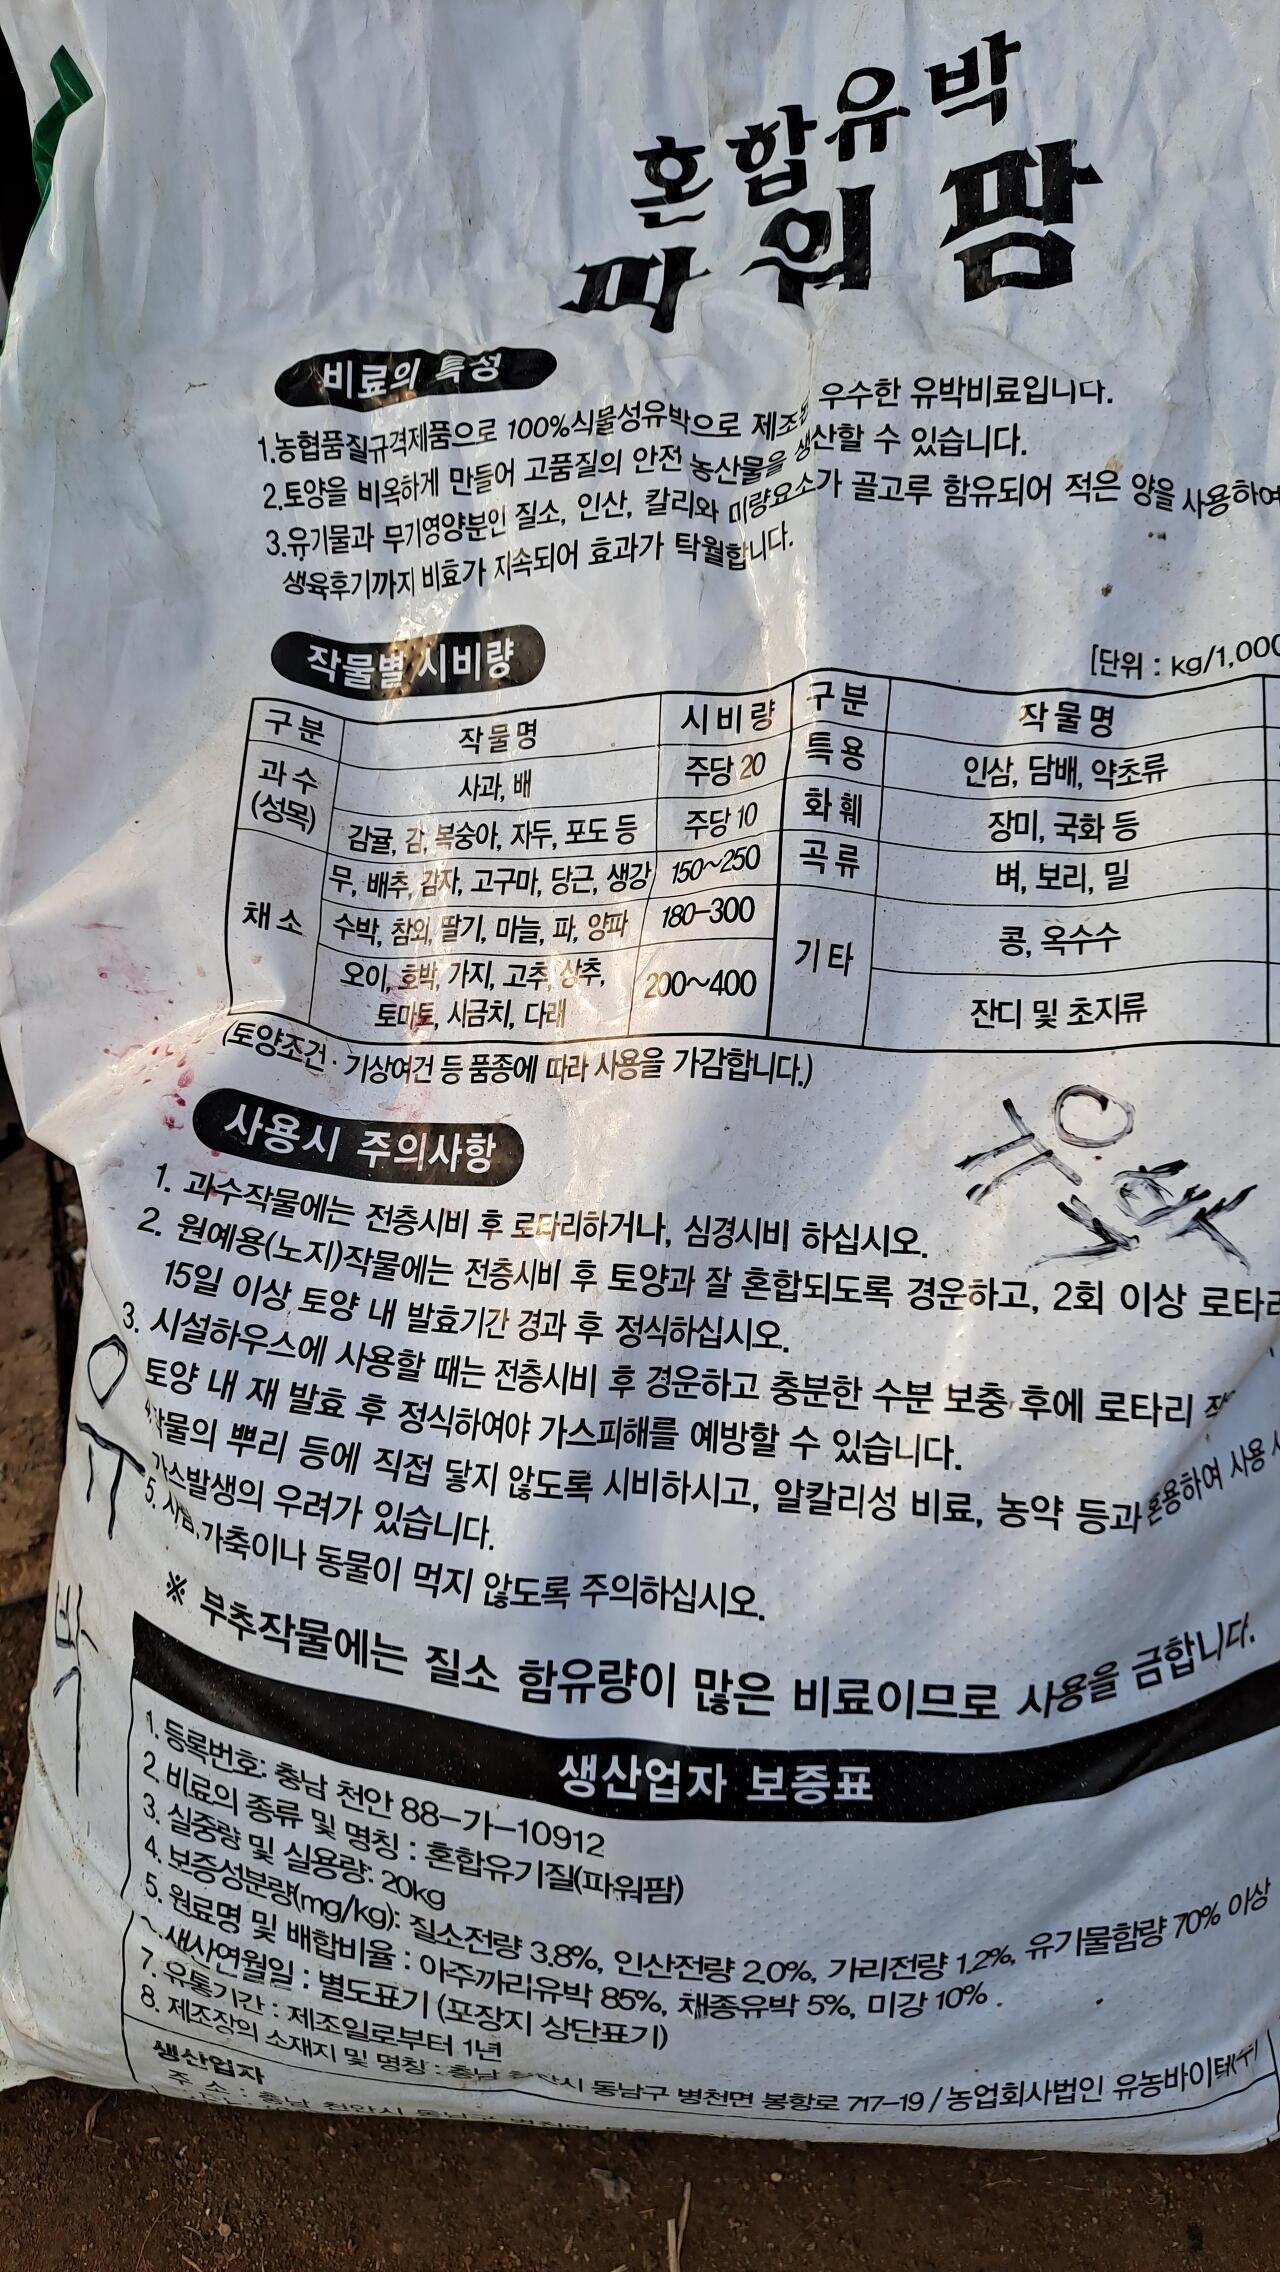 혼합유박
파워팜
비료의 특성
1.농협품질규격제품으로 100%식물성유박으로 제조된 우수한 유박비료입니다.
2.토양을 비옥하게 만들어 고품질의 안전 농산물을 생산할 수 있습니다.
3.유기물과 무기영양분인 질소, 인산, 칼리와 미량요소가 골고루 함유되어 적은 양을 사용하여
생육후기까지 비효가 지속되어 효과가 탁월합니다.
작물별 시비량
[단위 : kg/1,000
구분 작물명 시비량 구분 작물명
과수 (성목) 사과, 배 주당 20 특용 인삼, 담배, 약초류
감귤, 감, 복숭아, 자두, 포도 등 주당 10 화훼 장미, 국화 등
채소 무, 배추, 감자, 고구마, 당근, 생강 150~250 곡류 벼, 보리, 밀
수박, 참외, 딸기, 마늘, 파, 양파 180-300 기타 콩, 옥수수
오이, 호박, 가지, 고추, 상추,
토마토, 시금치, 다래 200~400 잔디 및 초지류
(토양조건 · 기상여건 등 품종에 따라 사용을 가감합니다.)
유박
사용시 주의사항
1. 과수작물에는 전층시비 후 로타리하거나, 심경시비 하십시오.
2. 원예용(노지)작물에는 전층시비 후 토양과 잘 혼합되도록 경운하고, 2회 이상 로타리
15일 이상 토양 내 발효기간 경과 후 정식하십시오.
3. 시설하우스에 사용할 때는 전층시비 후 경운하고 충분한 수분 보충 후에 로타리
토양 내 재 발효 후 정식하여야 가스피해를 예방할 수 있습니다.
4.작물의 뿌리 등에 직접 닿지 않도록 시비하시고, 알칼리성 비료, 농약 등과 혼용하여 사용
가스발생의 우려가 있습니다.
5. 사람,가축이나 동물이 먹지 않도록 주의하십시오.
※ 부추작물에는 질소 함유량이 많은 비료이므로 사용을 금합니다.
유박
생산업자 보증표
1. 등록번호: 충남 천안 88-가-10912
2. 비료의 종류 및 명칭 : 혼합유기질(파워팜)
3. 실중량 및 실용량: 20kg
4. 보증성분량(mg/kg): 질소전량 3.8%, 인산전량 2.0%, 가리전량 1.2%, 유기물함량 70% 이상
5. 원료명 및 배합비율 : 아주까리유박 85%, 채종유박 5%, 미강 10% .
생산연월일 : 별도표기 (포장지 상단표기)
7. 유통기간 : 제조일로부터 1년
8. 제조장의 소재지 및 명칭 : 충남 천안시 동남구 병천면 봉항로 717-19 / 농업회사법인 유농바이텍(주)
생산업자
주 소 : 충남 천안시 동남구